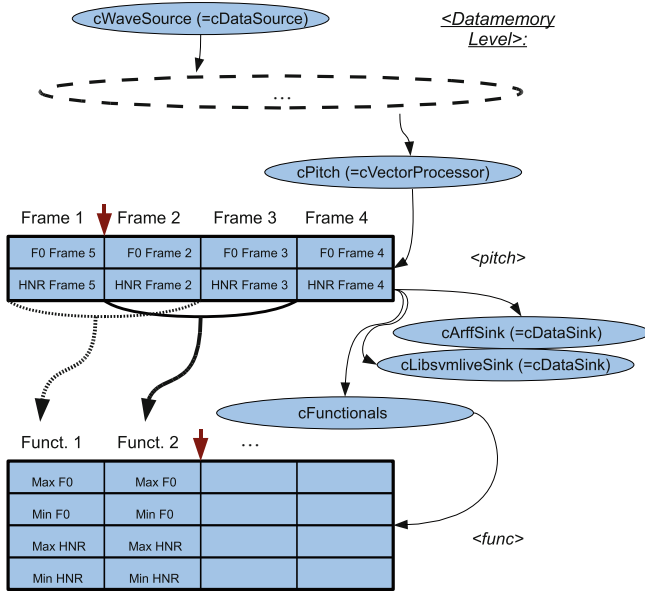 cWaveSource (=cDataSource)
<Datamemory
Level>:
...
cPitch (=cVectorProcessor)
Frame 1 Frame 2 Frame 3 Frame 4
F0 Frame 5 F0 Frame 2 F0 Frame 3 F0 Frame 4
<pitch>
HNR Frame 5 HNR Frame 2 HNR Frame 3 HNR Frame 4
cArffSink (=cDataSink)
cLibsvmliveSink (=cDataSink)
cFunctionals
Funct. 1 Funct. 2 ...
Max F0 Max F0
Min F0 Min F0
<func>
Max HNR Max HNR
Min HNR Min HNR